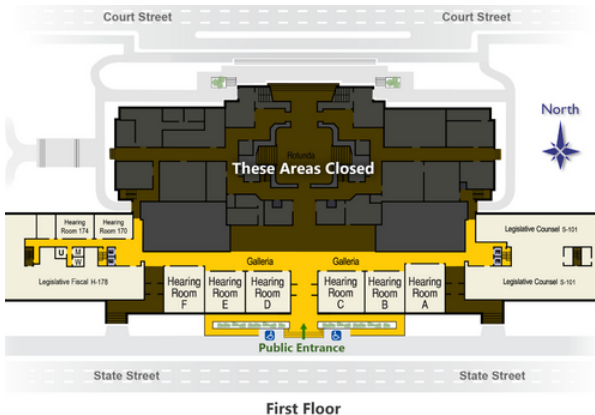 Court Street
Court Street
North
Rotunda
These Areas Closed
Hearing
Room 174
Hearing
Room 170
U
M
W
Legislative Fiscal H-178
Legislative Counsel S-101
Legislative Counsel S-101
Galleria
Galleria
Hearing
Room
F
Hearing
Room
E
Hearing
Room
D
Hearing
Room
C
Hearing
Room
B
Hearing
Room
A
Public Entrance
State Street
State Street
First Floor